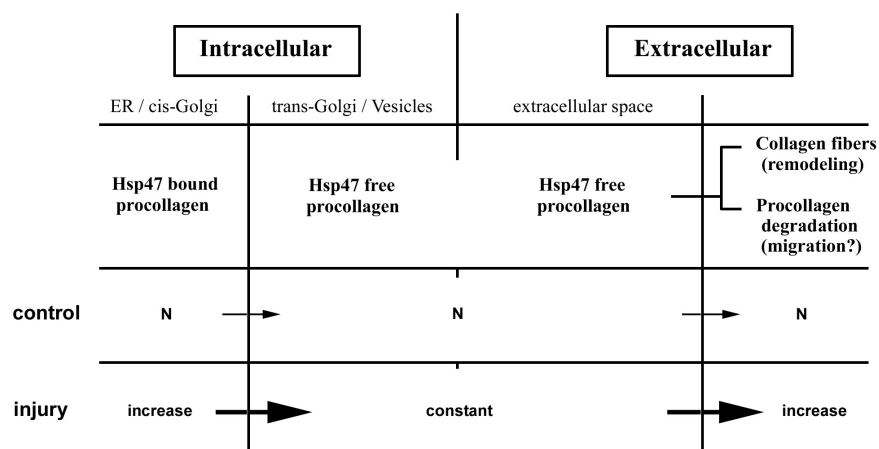 Intracellular
Extracellular
ER / cis-Golgi
trans-Golgi / Vesicles
extracellular space
Hsp47 bound
procollagen
Hsp47 free
procollagen
Hsp47 free
procollagen
Collagen fibers
(remodeling)
Procollagen
degradation
(migration?)
control
N
N
N
injury
increase
constant
increase